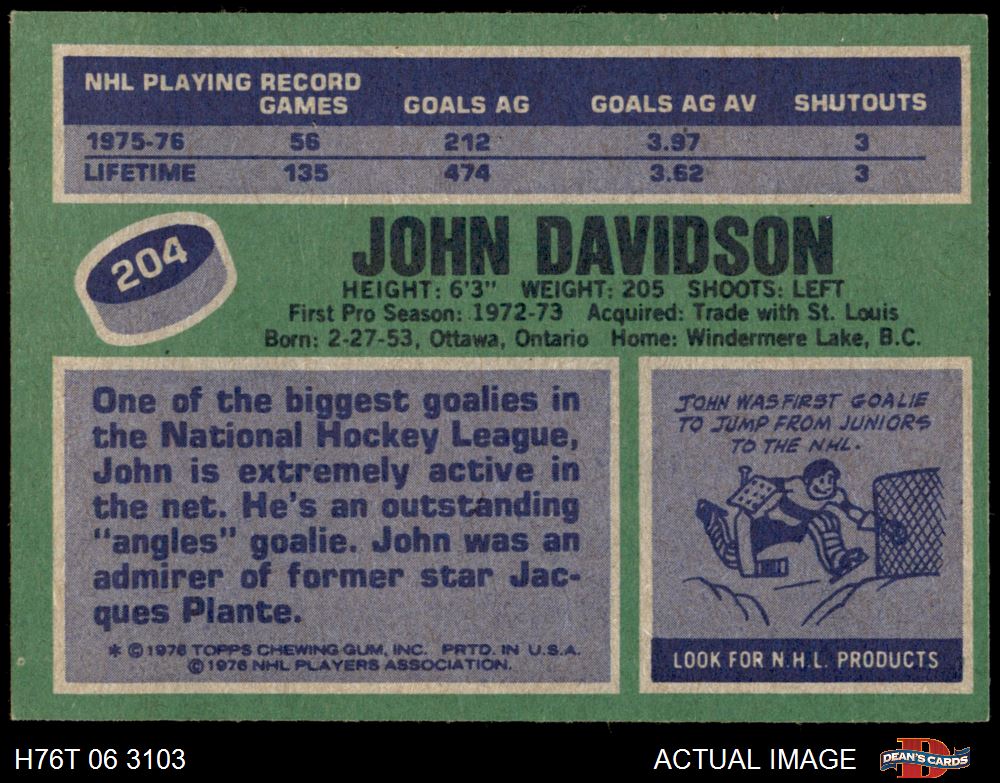 NHL PLAYING RECORD
GAMES GOALS AG GOALS AG AV SHUTOUTS
1975-76 56 212 3.97 3
LIFETIME 135 474 3.62 3
204
JOHN DAVIDSON
HEIGHT: 6'3" WEIGHT: 205 SHOOTS: LEFT
First Pro Season: 1972-73 Acquired: Trade with St. Louis
Born: 2-27-53, Ottawa, Ontario Home: Windermere Lake, B.C.
One of the biggest goalies in
the National Hockey League,
John is extremely active in
the net. He's an outstanding
"angles" goalie. John was an
admirer of former star Jac-
ques Plante.
* © 1976 TOPPS CHEWING GUM, INC. PRTD. IN U.S.A.
© 1976 NHL PLAYERS ASSOCIATION.
JOHN WAS FIRST GOALIE
TO JUMP FROM JUNIORS
TO THE NHL.
LOOK FOR N.H.L. PRODUCTS
H76T 06 3103
ACTUAL IMAGE
DEAN'S CARDS